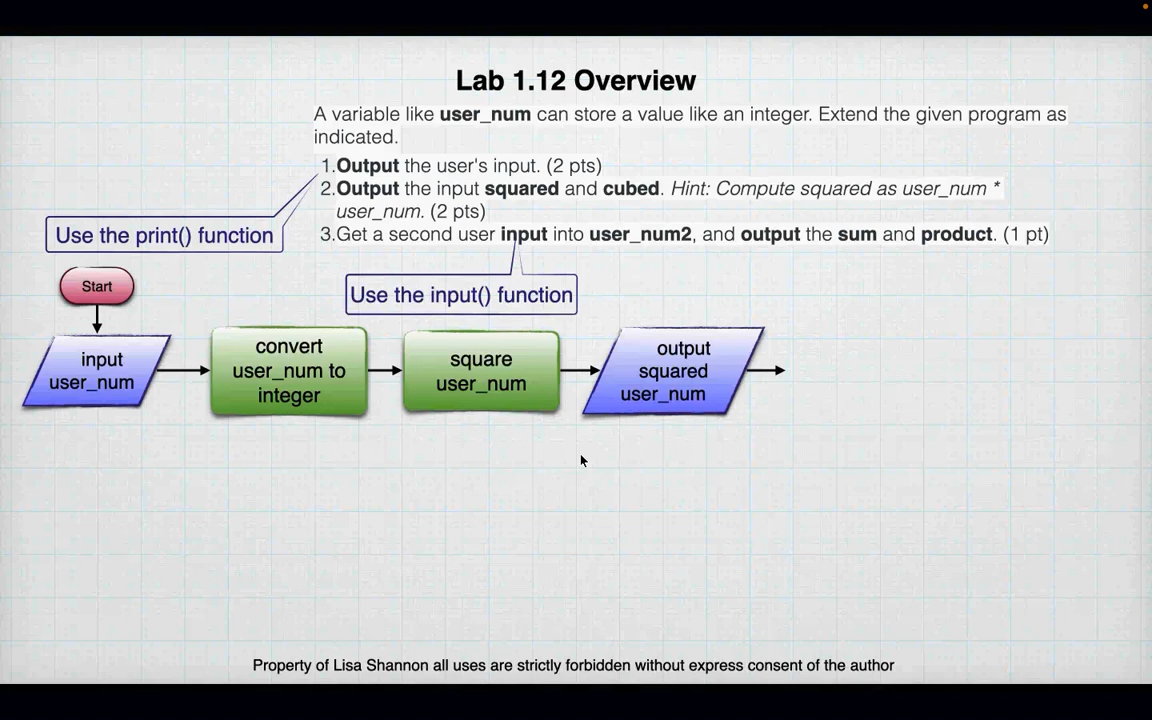 Lab 1.12 Overview
A variable like user_num can store a value like an integer. Extend the given program as
indicated.
1.Output the user's input. (2 pts)
2.Output the input squared and cubed. Hint: Compute squared as user_num *
user_num. (2 pts)
3.Get a second user input into user_num2, and output the sum and product. (1 pt)
Use the print() function
Use the input() function
Start
input
user_num
convert
user_num to
integer
square
user_num
output
squared
user_num
Property of Lisa Shannon all uses are strictly forbidden without express consent of the author